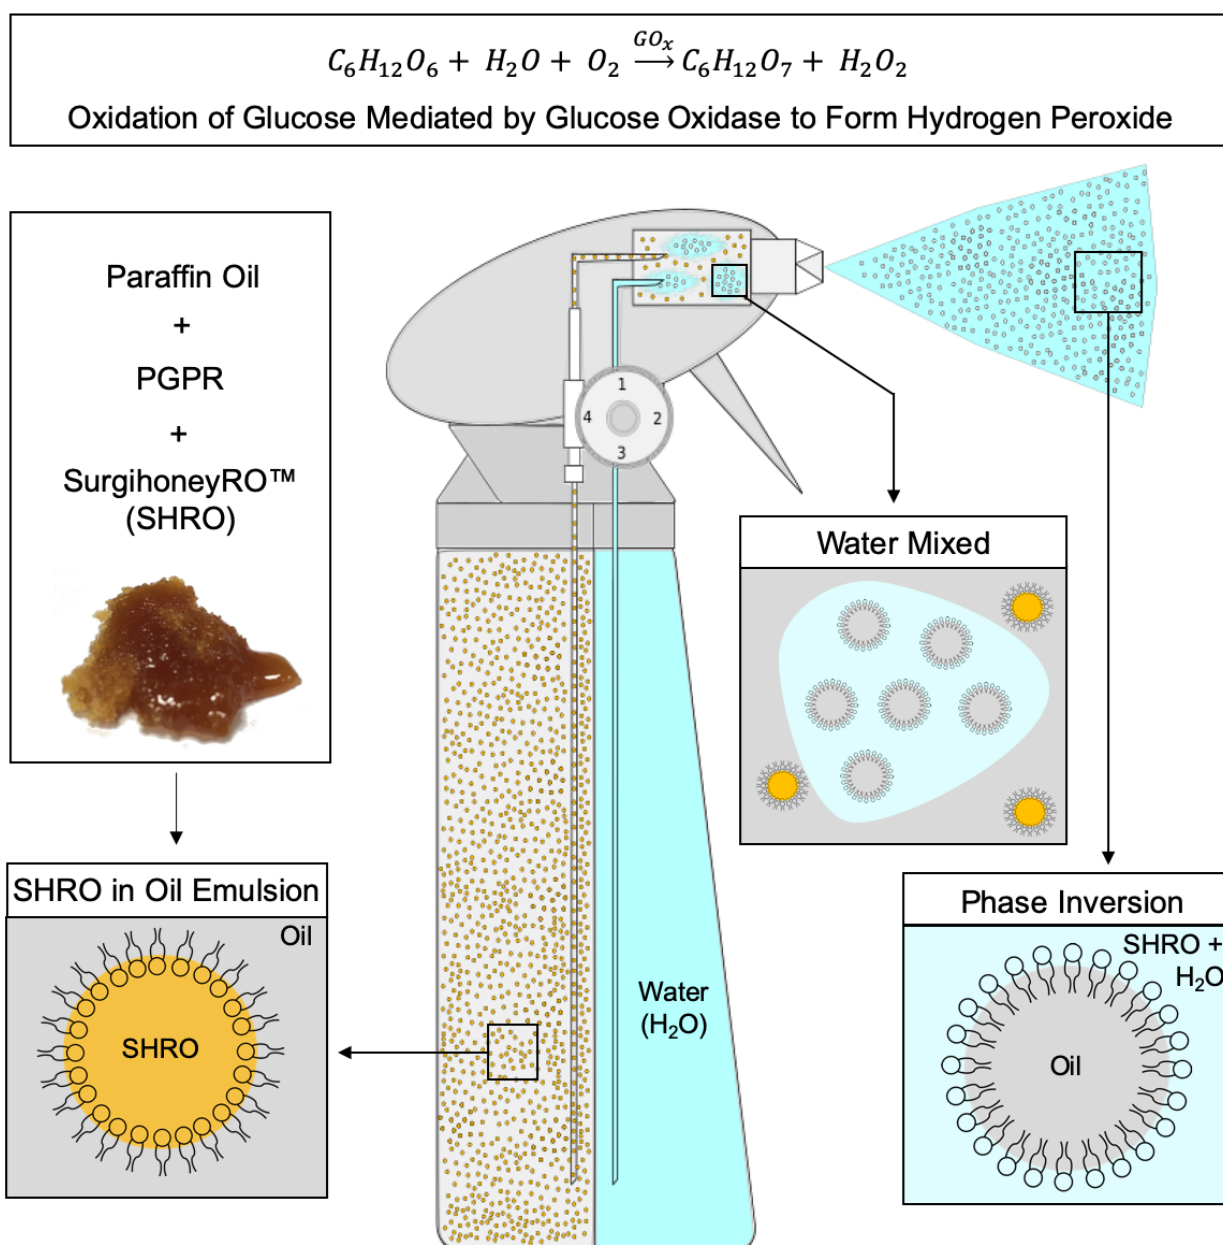 C₆H₁₂O₆ + H₂O + O₂ \xrightarrow{GOₓ} C₆H₁₂O₇ + H₂O₂
Oxidation of Glucose Mediated by Glucose Oxidase to Form Hydrogen Peroxide
Paraffin Oil
+
PGPR
+
SurgihoneyRO™
(SHRO)
1
2
3
4
Water Mixed
SHRO in Oil Emulsion
Oil
SHRO
Water
(H₂O)
Phase Inversion
SHRO +
H₂O
Oil